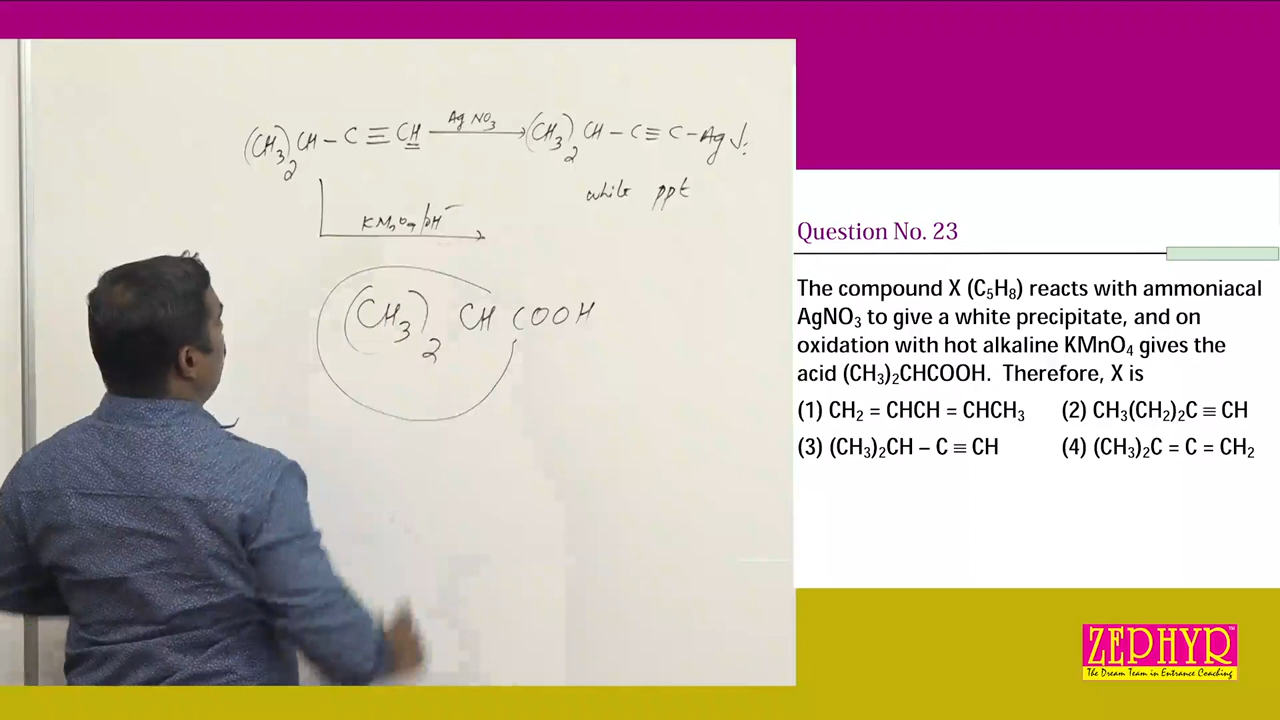 (CH₃)₂CH – C ≡ CH —AgNO₃→ (CH₃)₂CH – C ≡ C – Ag↓:
white ppt
KMnO₄/OH⁻
(CH₃)₂ CH COOH
Question No. 23
The compound X (C₅H₈) reacts with ammoniacal
AgNO₃ to give a white precipitate, and on
oxidation with hot alkaline KMnO₄ gives the
acid (CH₃)₂CHCOOH. Therefore, X is
(1) CH₂ = CHCH = CHCH₃ (2) CH₃(CH₂)₂C ≡ CH
(3) (CH₃)₂CH – C ≡ CH (4) (CH₃)₂C = C = CH₂
ZEPHYR™
The Dream Team in Entrance Coaching